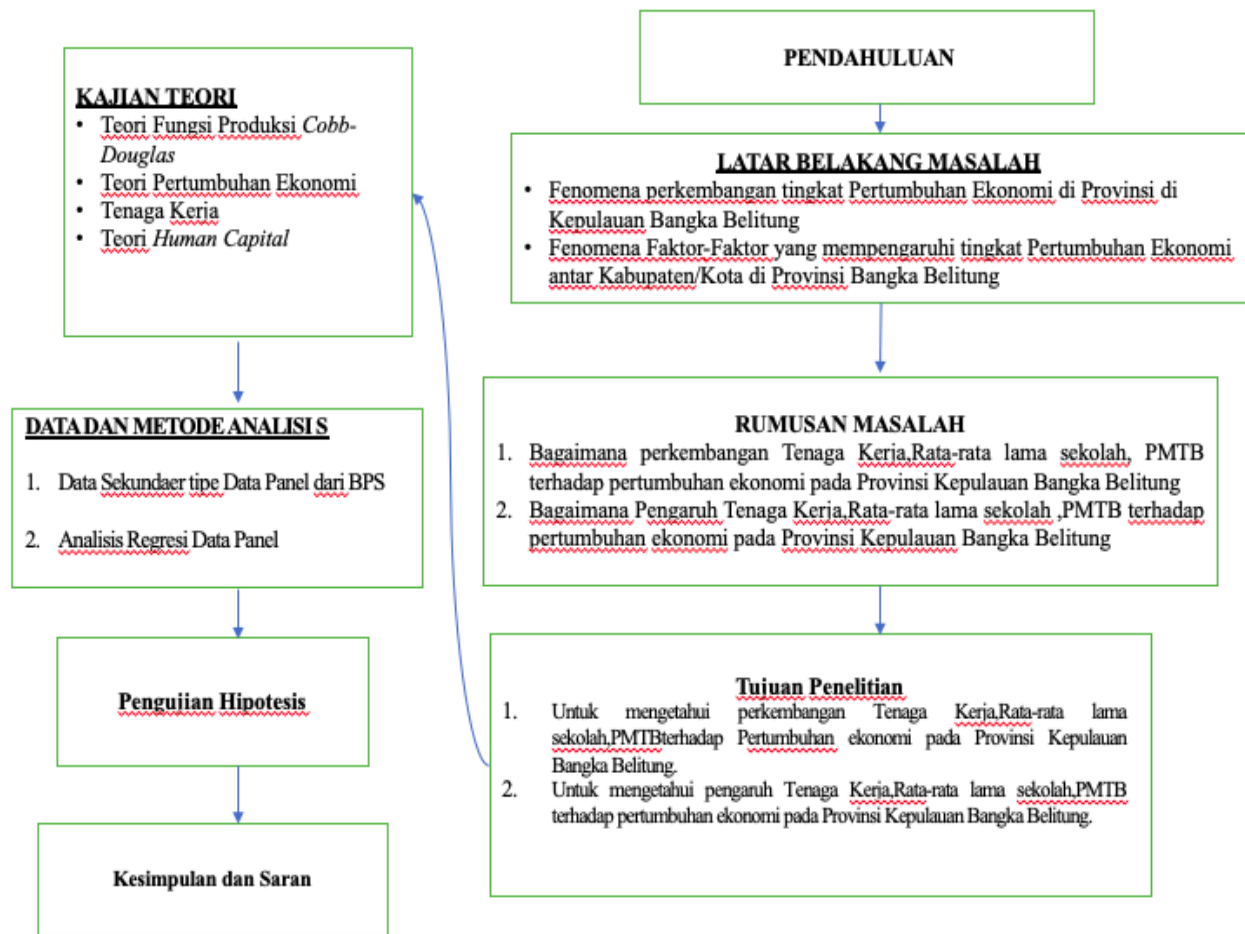 PENDAHULUAN
LATAR BELAKANG MASALAH
• Fenomena perkembangan tingkat Pertumbuhan Ekonomi di Provinsi di
Kepulauan Bangka Belitung
• Fenomena Faktor-Faktor yang mempengaruhi tingkat Pertumbuhan Ekonomi
antar Kabupaten/Kota di Provinsi Bangka Belitung
RUMUSAN MASALAH
1. Bagaimana perkembangan Tenaga Kerja,Rata-rata lama sekolah, PMTB
terhadap pertumbuhan ekonomi pada Provinsi Kepulauan Bangka Belitung
2. Bagaimana Pengaruh Tenaga Kerja,Rata-rata lama sekolah ,PMTB terhadap
pertumbuhan ekonomi pada Provinsi Kepulauan Bangka Belitung
Tujuan Penelitian
1. Untuk mengetahui perkembangan Tenaga Kerja,Rata-rata lama
sekolah,PMTBterhadap Pertumbuhan ekonomi pada Provinsi Kepulauan
Bangka Belitung.
2. Untuk mengetahui pengaruh Tenaga Kerja,Rata-rata lama sekolah,PMTB
terhadap pertumbuhan ekonomi pada Provinsi Kepulauan Bangka Belitung.
KAJIAN TEORI
• Teori Fungsi Produksi Cobb-
Douglas
• Teori Pertumbuhan Ekonomi
• Tenaga Kerja
• Teori Human Capital
DATA DAN METODE ANALISI S
1. Data Sekundaer tipe Data Panel dari BPS
2. Analisis Regresi Data Panel
Pengujian Hipotesis
Kesimpulan dan Saran